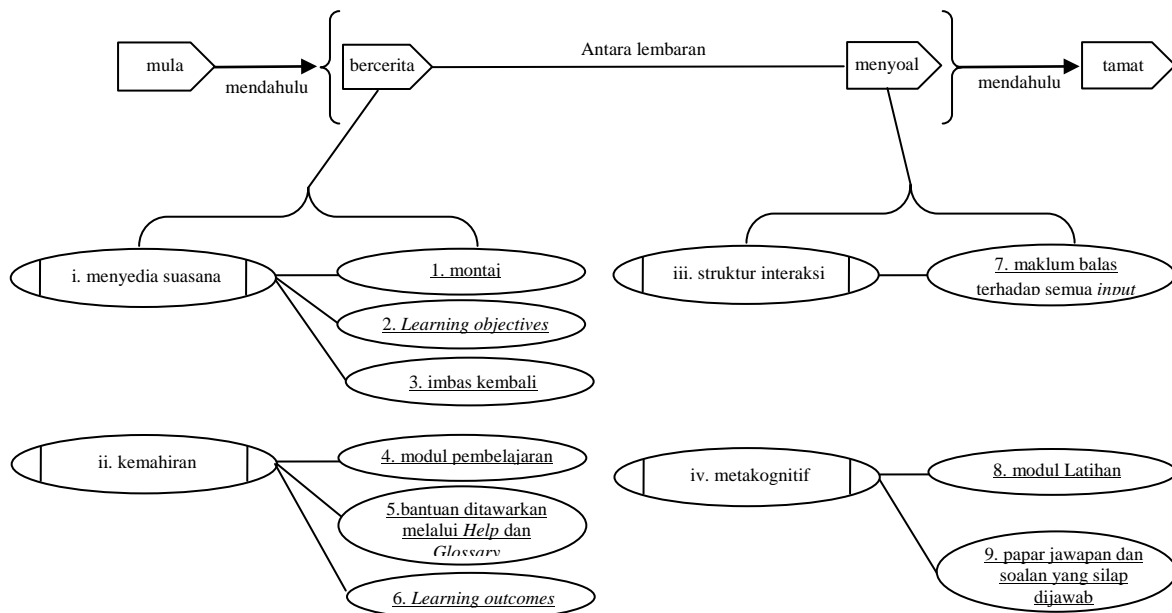 Antara lembaran
mula
bercerita
menyoal
tamat
mendahulu
mendahulu
i. menyedia suasana
1. montaj
2. Learning objectives
3. imbas kembali
iii. struktur interaksi
7. maklum balas
terhadap semua input
ii. kemahiran
4. modul pembelajaran
5.bantuan ditawarkan
melalui Help dan
Glossary
6. Learning outcomes
iv. metakognitif
8. modul Latihan
9. papar jawapan dan
soalan yang silap
dijawab